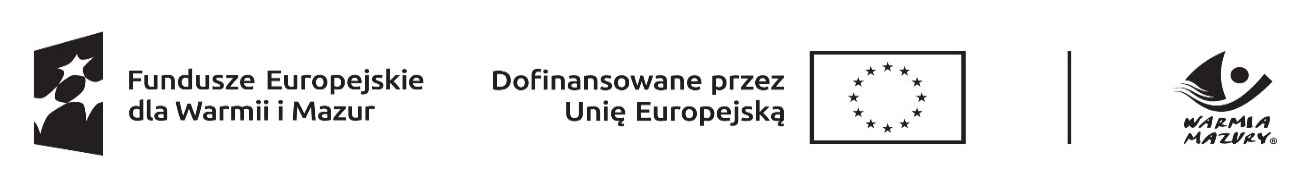 Fundusze Europejskie
dla Warmii i Mazur
Dofinansowane przez
Unię Europejską
WARMIA
MAZURY®